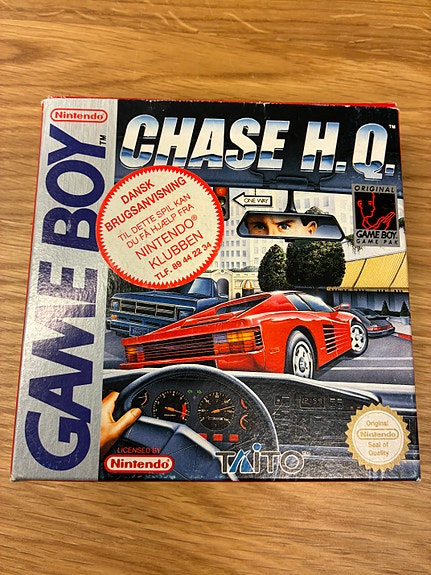 Nintendo
GAME BOY™
CHASE H.Q.™
DANSK
BRUGSANVISNING
TIL DETTE SPIL KAN
DU FÅ HJÆLP FRA
NINTENDO®
KLUBBEN
TLF. 89 44 22 34
ONE WAY
ORIGINAL
GAME BOY
GAME PAK
LICENSED BY
Nintendo
TAITO
Original
Nintendo
Seal of
Quality